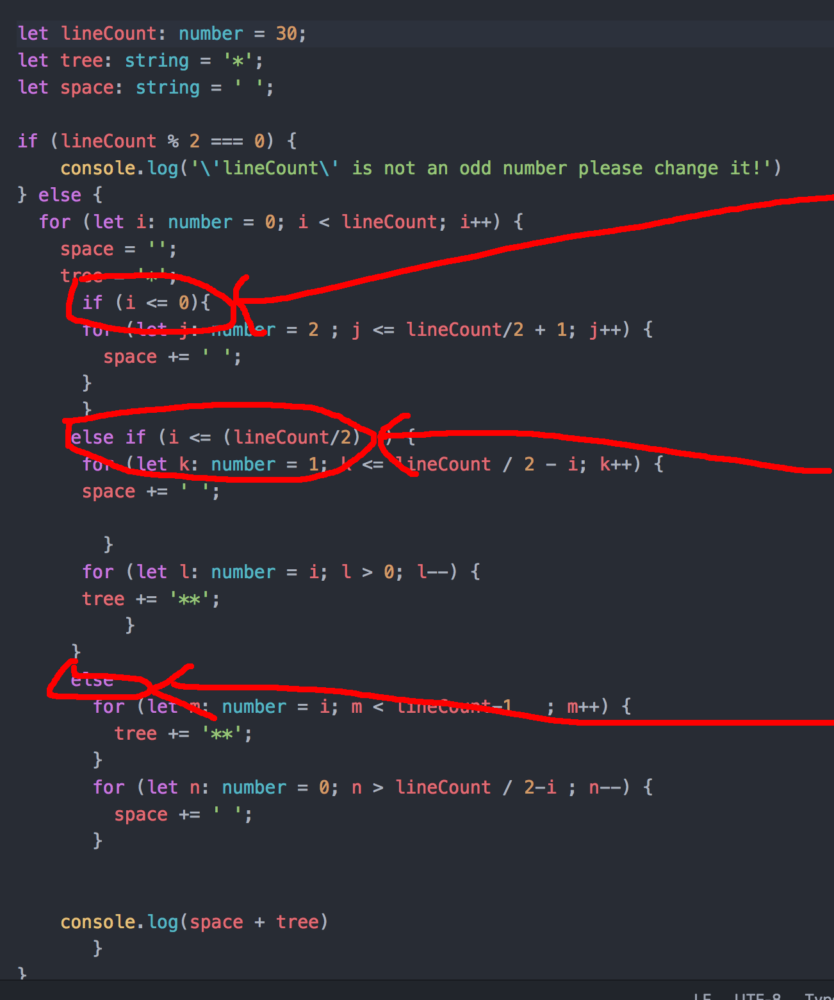 let lineCount: number = 30;
let tree: string = '*';
let space: string = ' ';
if (lineCount % 2 === 0) {
console.log('\'lineCount\' is not an odd number please change it!')
} else {
for (let i: number = 0; i < lineCount; i++) {
space = '';
tree = '*';
if (i <= 0){
for (let j: number = 2 ; j <= lineCount/2 + 1; j++) {
space += ' ';
}
}
else if (i <= (lineCount/2) ) {
for (let k: number = 1; k <= lineCount / 2 - i; k++) {
space += ' ';
}
for (let l: number = i; l > 0; l--) {
tree += '**';
}
}
else
for (let m: number = i; m < lineCount-1 ; m++) {
tree += '**';
}
for (let n: number = 0; n > lineCount / 2-i ; n--) {
space += ' ';
}
console.log(space + tree)
}
}
LF UTF-8